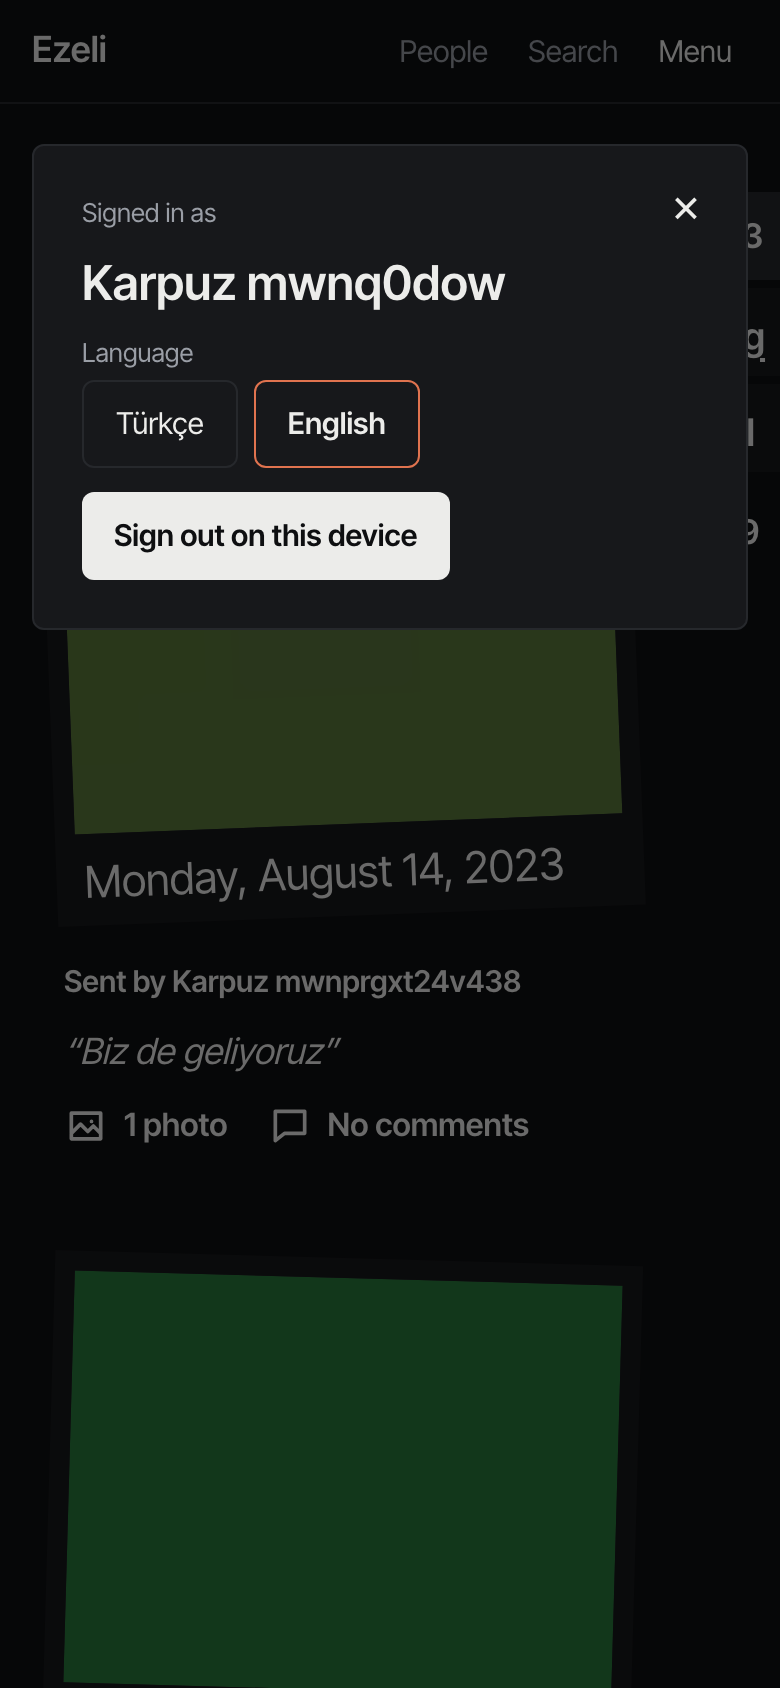 Ezeli
People Search Menu
Signed in as
Karpuz mwnq0dow
Language
Türkçe English
Sign out on this device
Monday, August 14, 2023
Sent by Karpuz mwnprgxt24v438
“Biz de geliyoruz”
1 photo No comments